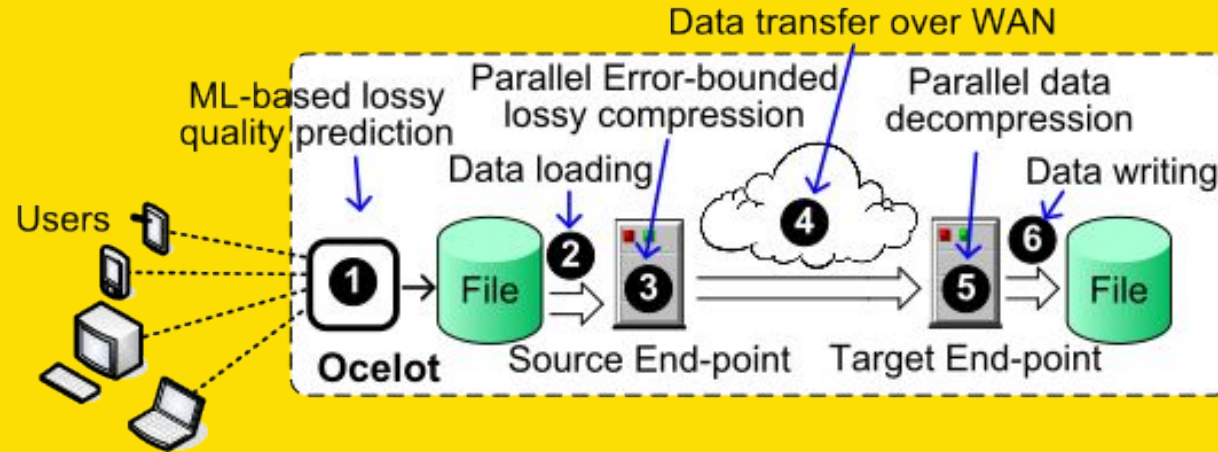 Data transfer over WAN
ML-based lossy
quality prediction
Parallel Error-bounded
lossy compression
Parallel data
decompression
Data loading
Data writing
Users
1
File
2
3
4
5
6
File
Ocelot
Source End-point
Target End-point